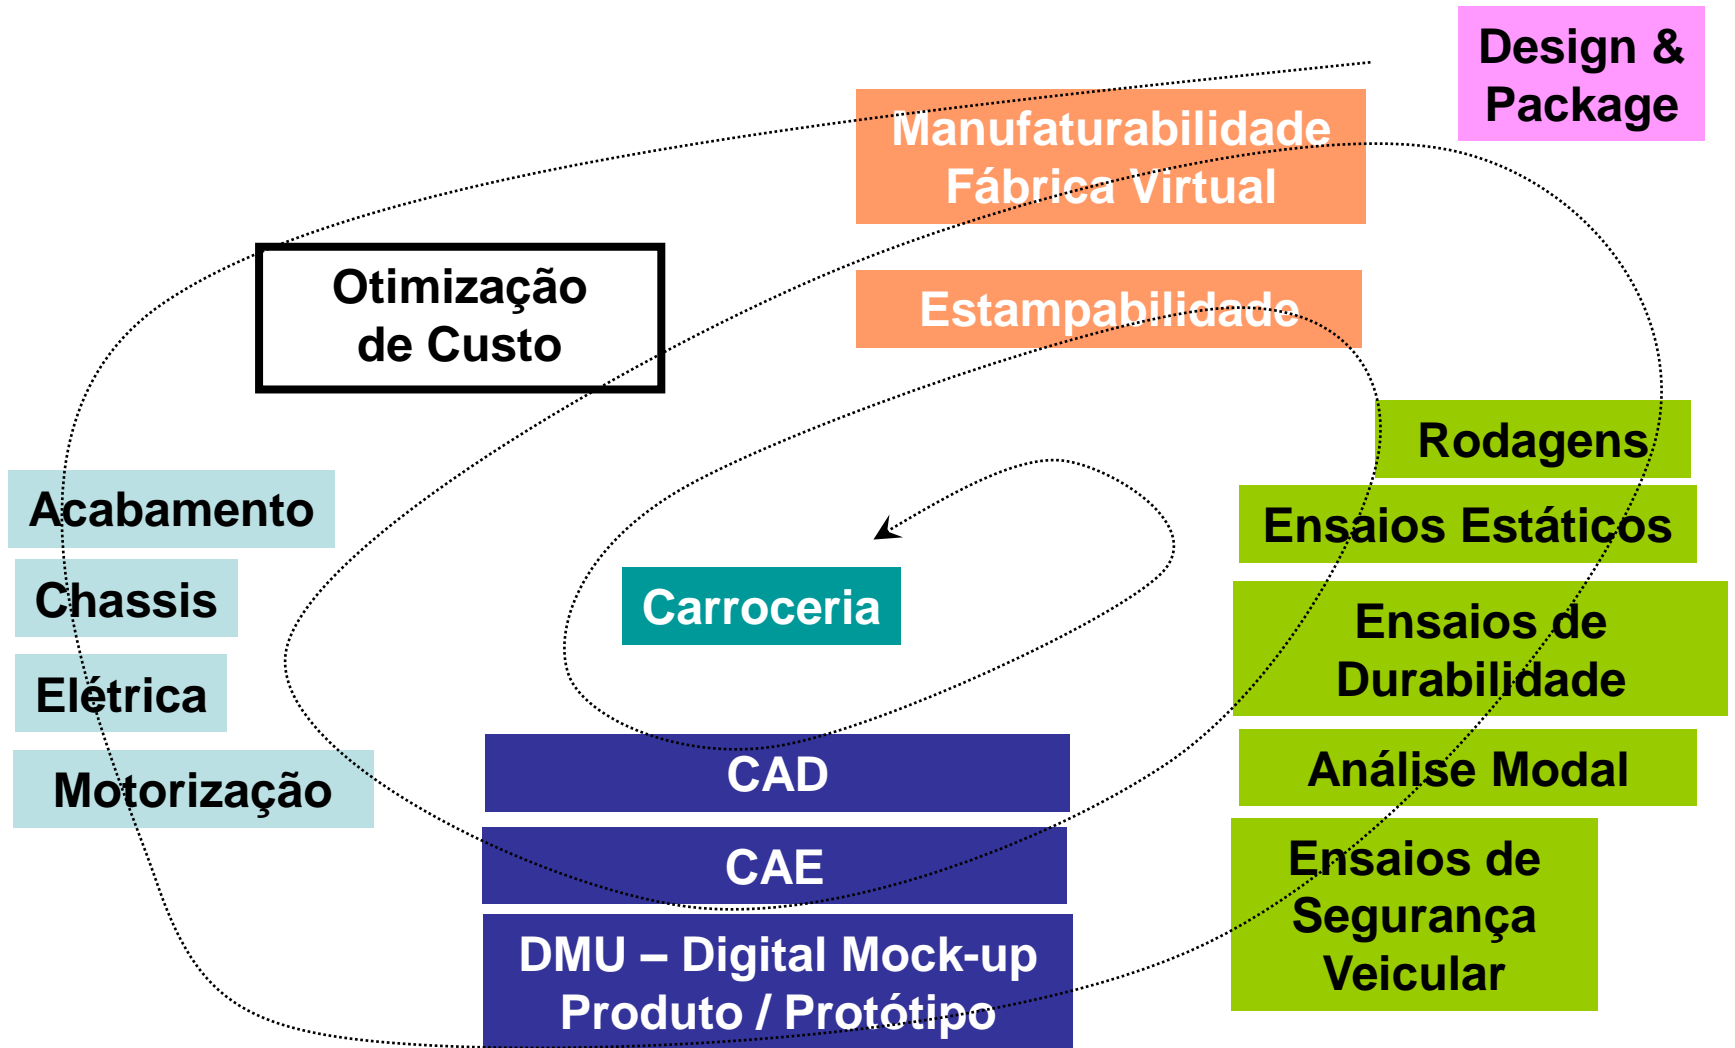 Design &
Package
Manufaturabilidade
Fábrica Virtual
Otimização
de Custo
Estampabilidade
Rodagens
Acabamento
Ensaios Estáticos
Chassis
Carroceria
Ensaios de
Durabilidade
Elétrica
Motorização
CAD
Análise Modal
CAE
Ensaios de
Segurança
Veicular
DMU – Digital Mock-up
Produto / Protótipo